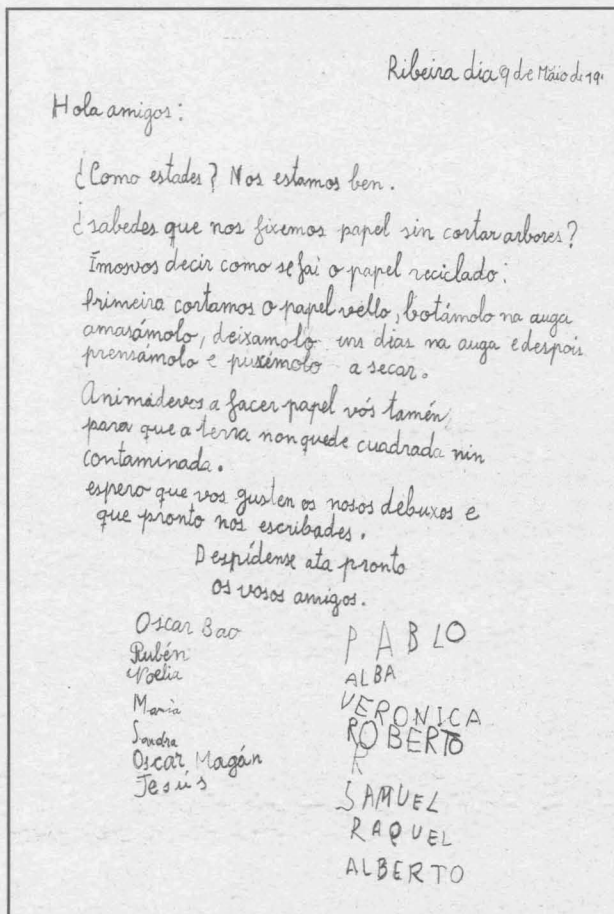 Ribeira dia 9 de Maio de 19
Hola amigos:
¿Como estades? Nos estamos ben.
¿sabedes que nos fixemos papel sin cortar arbores?
Imosvos decir como se fai o papel reciclado:
Primeira cortamos o papel vello, botámolo na auga
amasámolo, deixamolo uns dias na auga e despois
prensámolo e puxémolo a secar.
Animádevos a facer papel vós tamén,
para que a terra non quede cuadrada nin
contaminada.
espero que vos gusten os nosos debuxos e
que pronto nos escribades.
Despídense ata pronto
os vosos amigos.
Oscar Bao
Rubén
Noelia
Maria
Sandra
Oscar Magán
Jesús
PABLO
ALBA
VERONICA
ROBERTO
R
SAMUEL
RAQUEL
ALBERTO